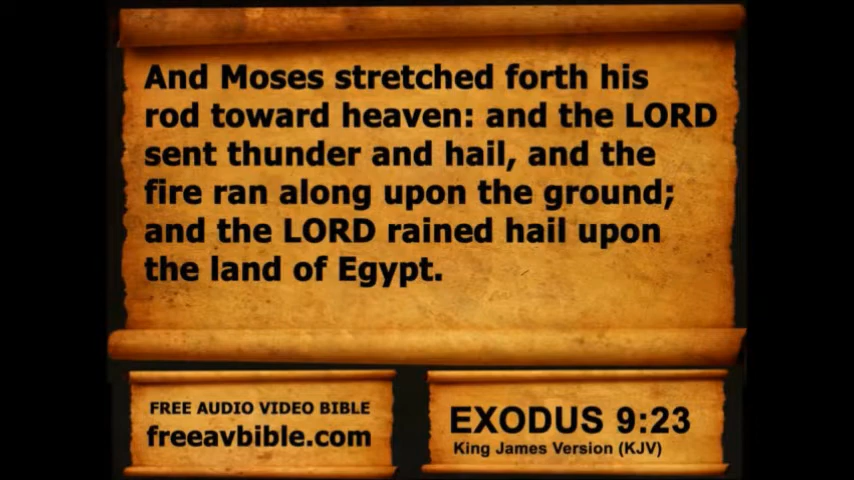 And Moses stretched forth his
rod toward heaven: and the LORD
sent thunder and hail, and the
fire ran along upon the ground;
and the LORD rained hail upon
the land of Egypt.
FREE AUDIO VIDEO BIBLE
freeavbible.com
EXODUS 9:23
King James Version (KJV)